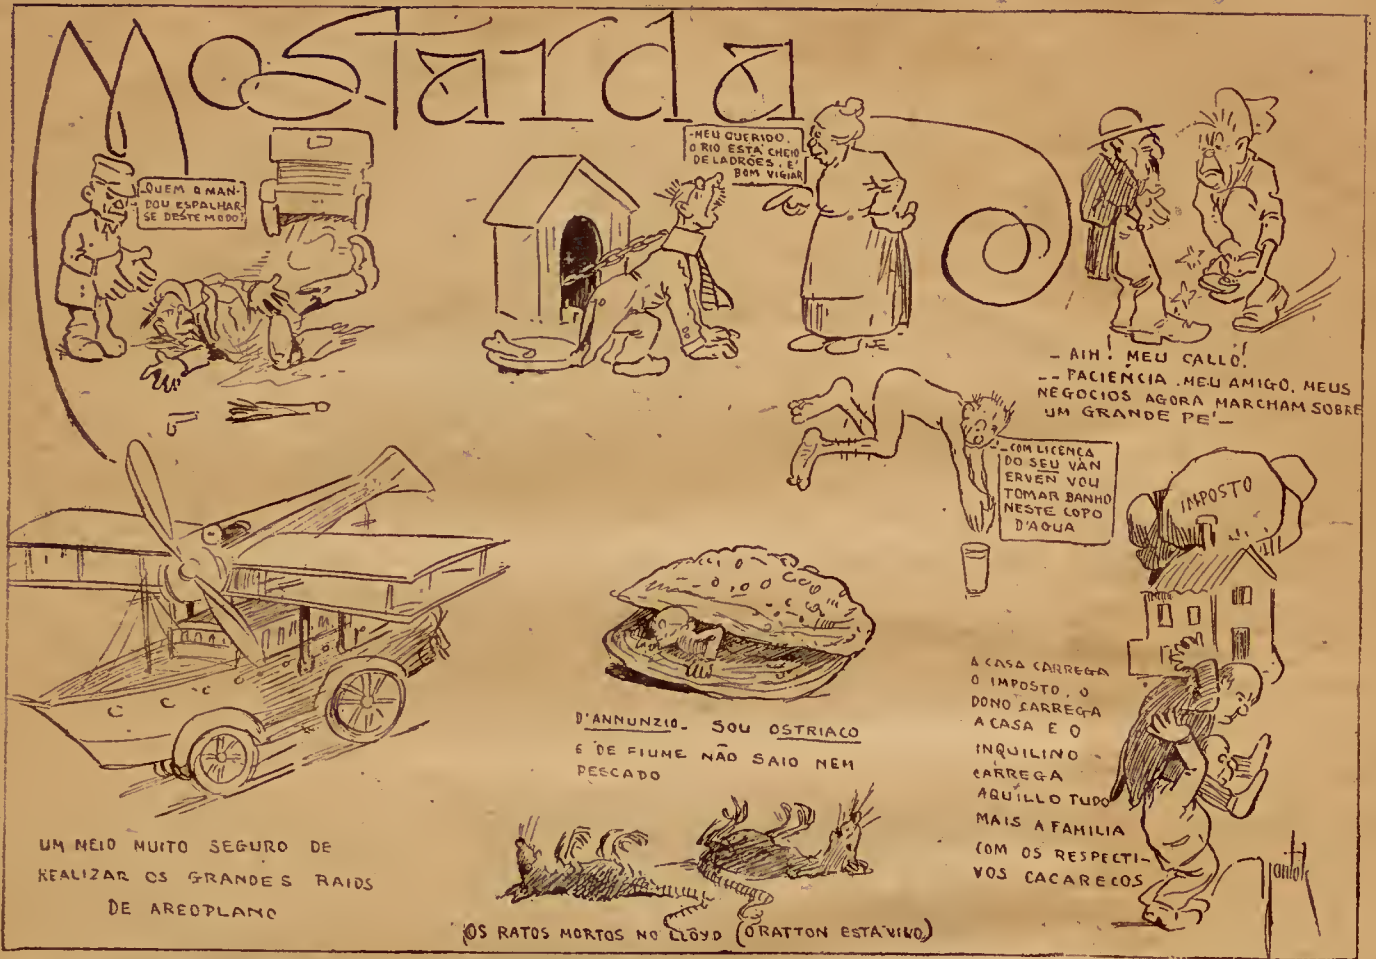 Mostarda
-QUEM O MAN-
DOU ESPALHAR-
SE DESTE MODO!
-MEU QUERIDO,
O RIO ESTÁ CHEIO
DE LADRÕES, E'
BOM VIGIAR
- AIH! MEU CALLO!
-- PACIENCIA, MEU AMIGO, MEUS
NEGOCIOS AGORA MARCHAM SOBRE
UM GRANDE PE' -
-COM LICENÇA
DO SEU VAN
ERVEN VOU
TOMAR BANHO
NESTE COPO
D'AGUA
IMPOSTO
UM MEIO MUITO SEGURO DE
REALIZAR OS GRANDES RAIDS
DE AREOPLANO
D'ANNUNZIO. SOU OSTRIACO
E DE FIUME NÃO SAIO NEM
PESCADO
A CASA CARREGA
O IMPOSTO, O
DONO CARREGA
A CASA E O
INQUILINO
CARREGA
AQUILLO TUDO
MAIS A FAMILIA
COM OS RESPECTI-
VOS CACARECOS
(OS RATOS MORTOS NO LLOYD (O RATTON ESTÁ VIVO)